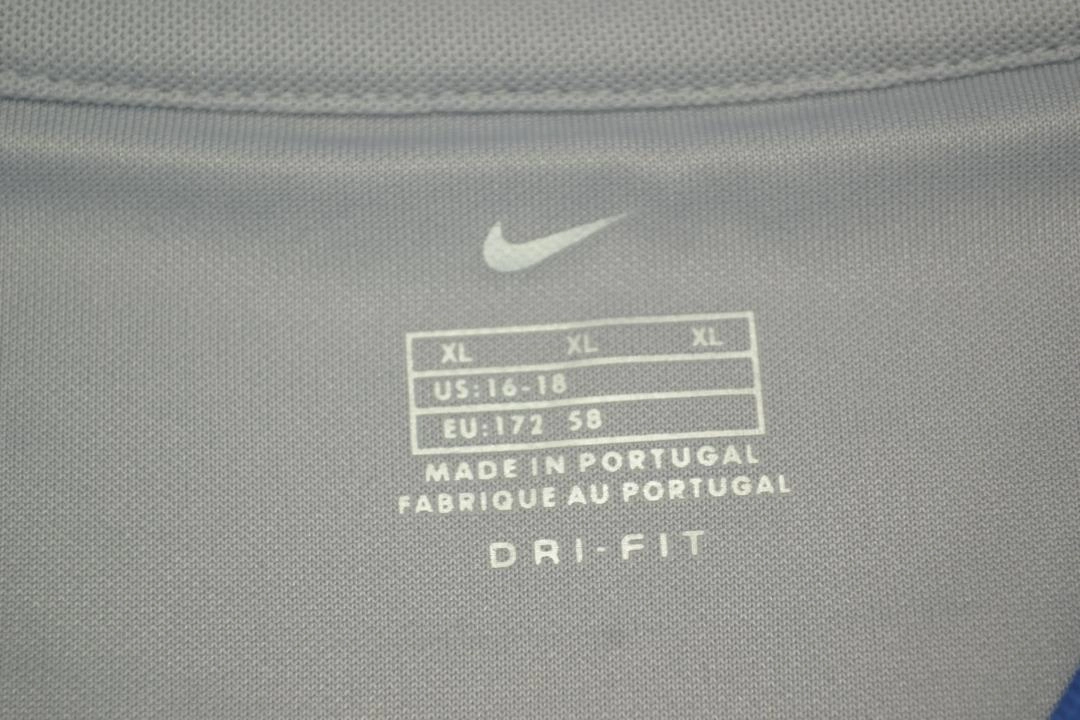 XL XL XL
US:16-18
EU:172 58
MADE IN PORTUGAL
FABRIQUE AU PORTUGAL
DRI-FIT